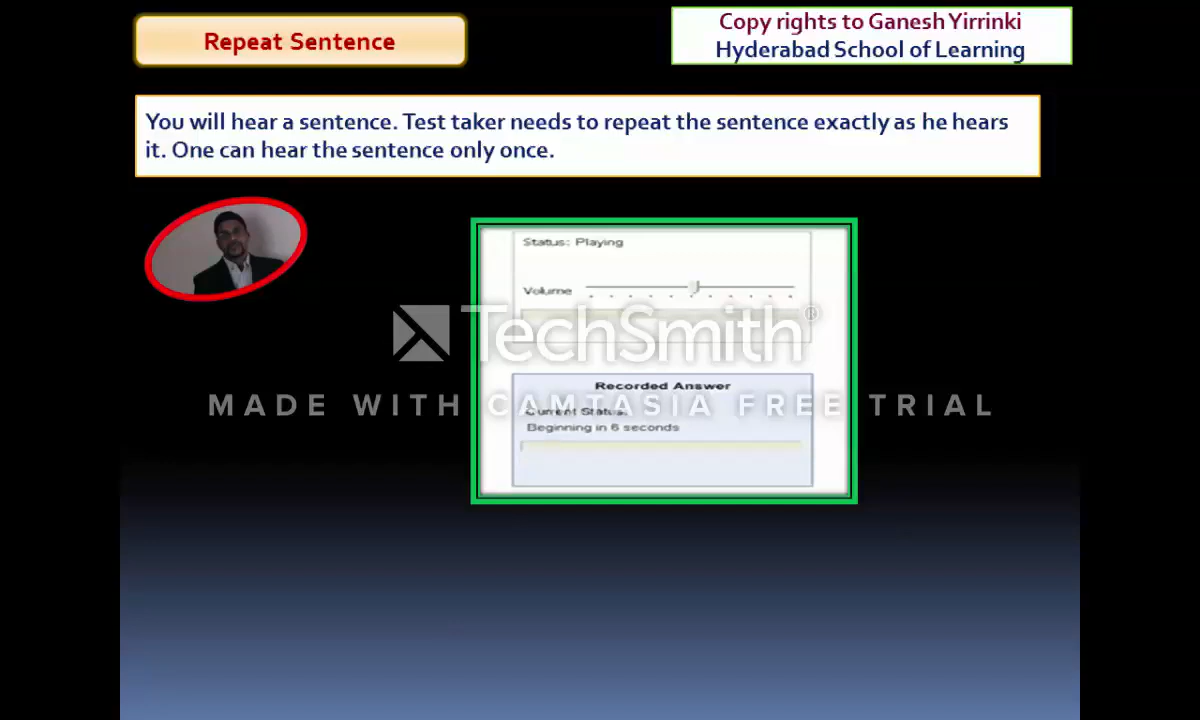 Repeat Sentence
Copy rights to Ganesh Yirrinki
Hyderabad School of Learning
You will hear a sentence. Test taker needs to repeat the sentence exactly as he hears
it. One can hear the sentence only once.
Status: Playing
Volume
TechSmith®
Recorded Answer
MADE WITH CAMTASIA FREE TRIAL
Current Status:
Beginning in 6 seconds